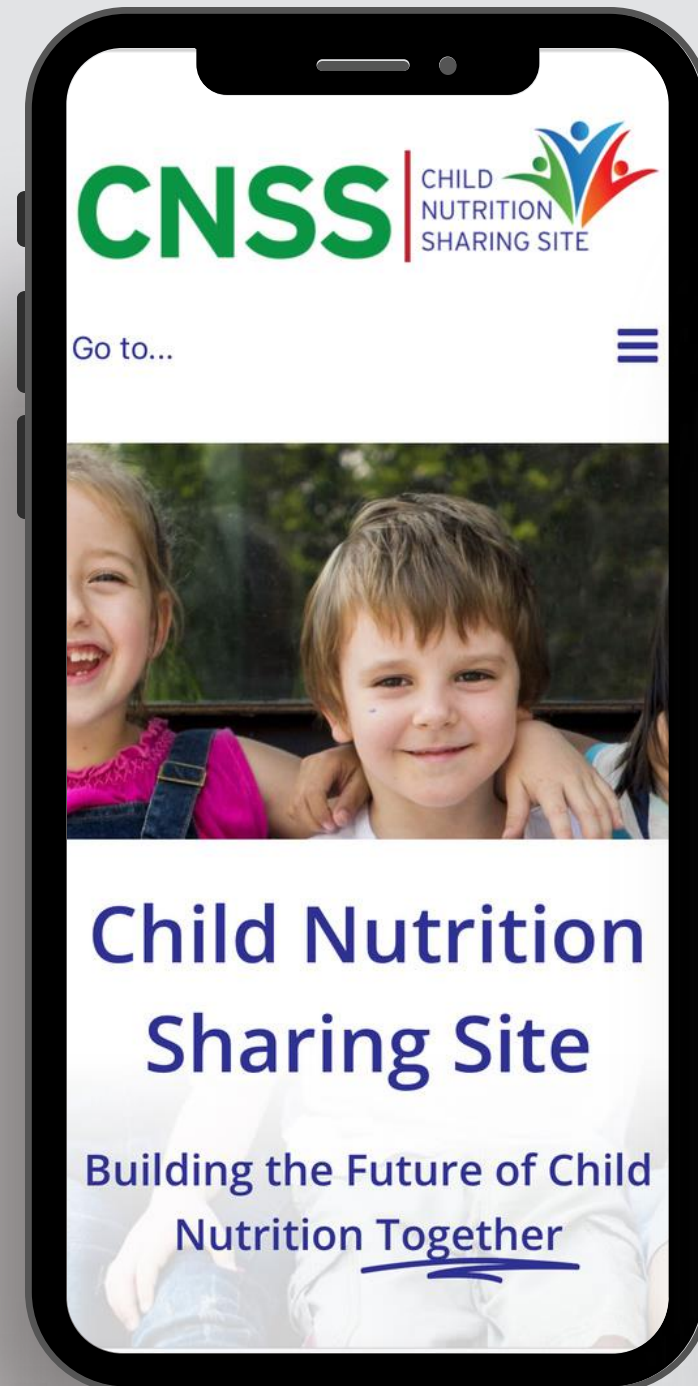 CNSS
CHILD
NUTRITION
SHARING SITE
Go to...
Child Nutrition
Sharing Site
Building the Future of Child
Nutrition Together